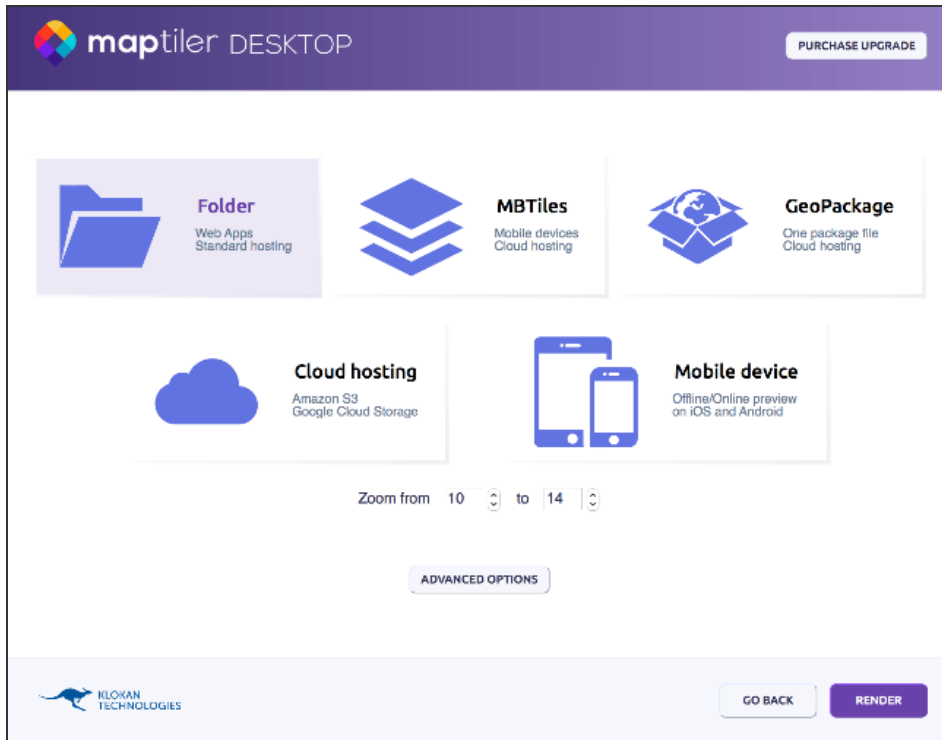 maptiler DESKTOP
PURCHASE UPGRADE
Folder
Web Apps
Standard hosting
MBTiles
Mobile devices
Cloud hosting
GeoPackage
One package file
Cloud hosting
Cloud hosting
Amazon S3
Google Cloud Storage
Mobile device
Offline/Online preview
on iOS and Android
Zoom from 10 to 14
ADVANCED OPTIONS
KLOKAN
TECHNOLOGIES
GO BACK
RENDER